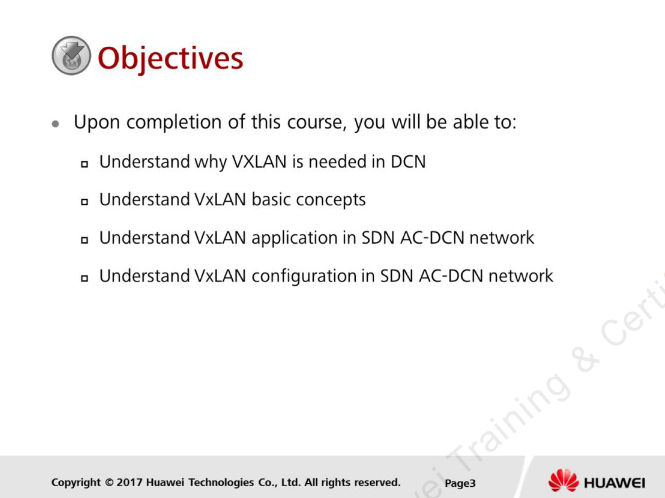 Objectives
Upon completion of this course, you will be able to:
Understand why VXLAN is needed in DCN
Understand VxLAN basic concepts
Understand VxLAN application in SDN AC-DCN network
Understand VxLAN configuration in SDN AC-DCN network
Training &
Copyright © 2017 Huawei Technologies Co., Ltd. All rights reserved.
Page3
HUAWEI